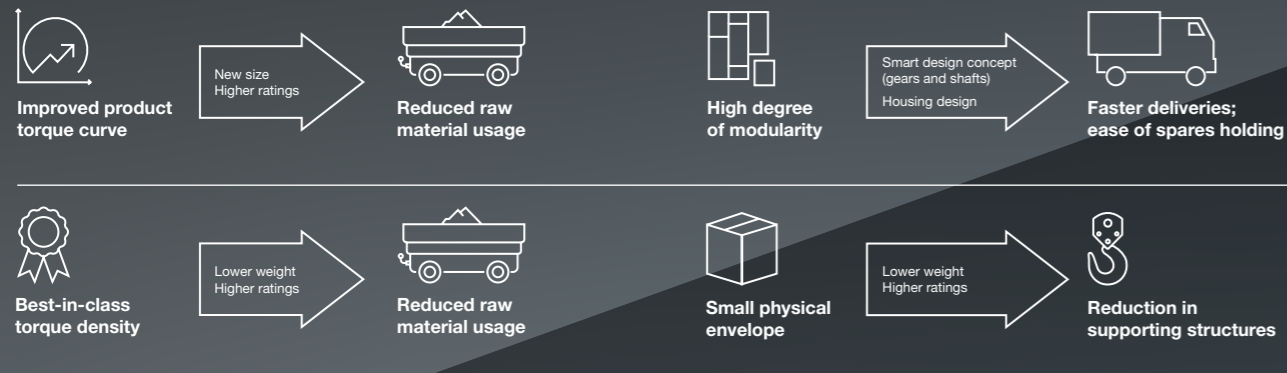 Improved product
torque curve
New size
Higher ratings
Reduced raw
material usage
High degree
of modularity
Smart design concept
(gears and shafts)
Housing design
Faster deliveries;
ease of spares holding
Best-in-class
torque density
Lower weight
Higher ratings
Reduced raw
material usage
Small physical
envelope
Lower weight
Higher ratings
Reduction in
supporting structures